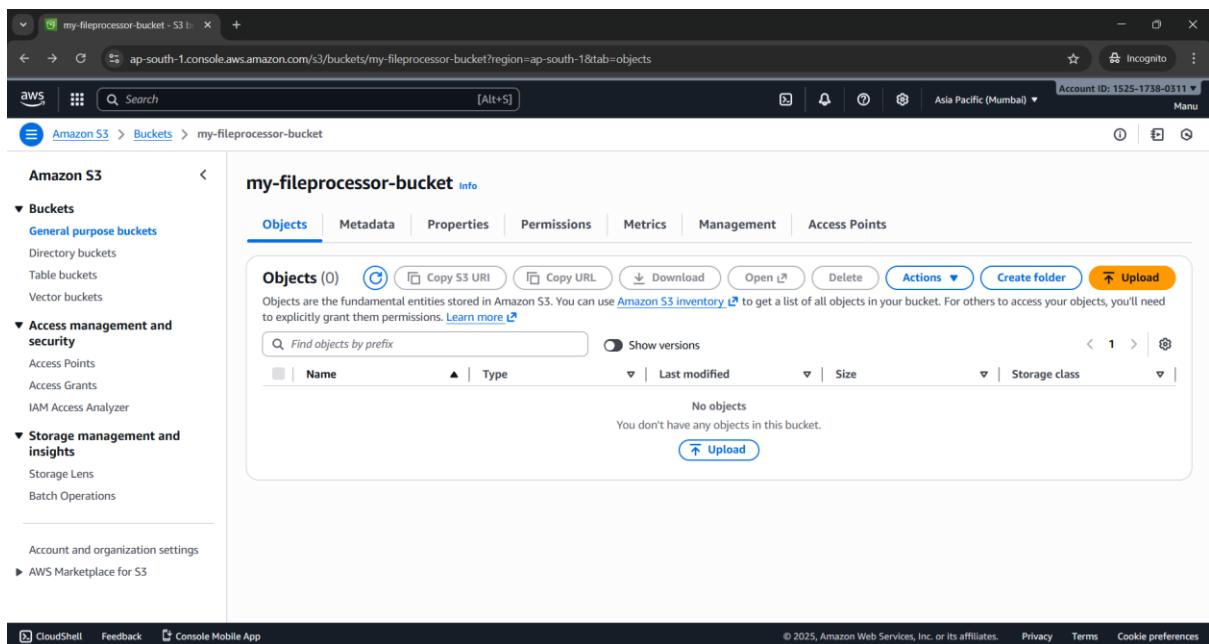 my-fileprocessor-bucket - S3 b
ap-south-1.console.aws.amazon.com/s3/buckets/my-fileprocessor-bucket?region=ap-south-1&tab=objects
Incognito
aws
Search
[Alt+S]
Asia Pacific (Mumbai)
Account ID: 1525-1738-0311
Manu
Amazon S3 > Buckets > my-fileprocessor-bucket
Amazon S3
Buckets
General purpose buckets
Directory buckets
Table buckets
Vector buckets
Access management and
security
Access Points
Access Grants
IAM Access Analyzer
Storage management and
insights
Storage Lens
Batch Operations
Account and organization settings
AWS Marketplace for S3
my-fileprocessor-bucket Info
Objects Metadata Properties Permissions Metrics Management Access Points
Objects (0) Copy S3 URI Copy URL Download Open Delete Actions Create folder Upload
Objects are the fundamental entities stored in Amazon S3. You can use Amazon S3 inventory to get a list of all objects in your bucket. For others to access your objects, you'll need
to explicitly grant them permissions. Learn more
Find objects by prefix Show versions 1
Name Type Last modified Size Storage class
No objects
You don't have any objects in this bucket.
Upload
CloudShell Feedback Console Mobile App © 2025, Amazon Web Services, Inc. or its affiliates. Privacy Terms Cookie preferences